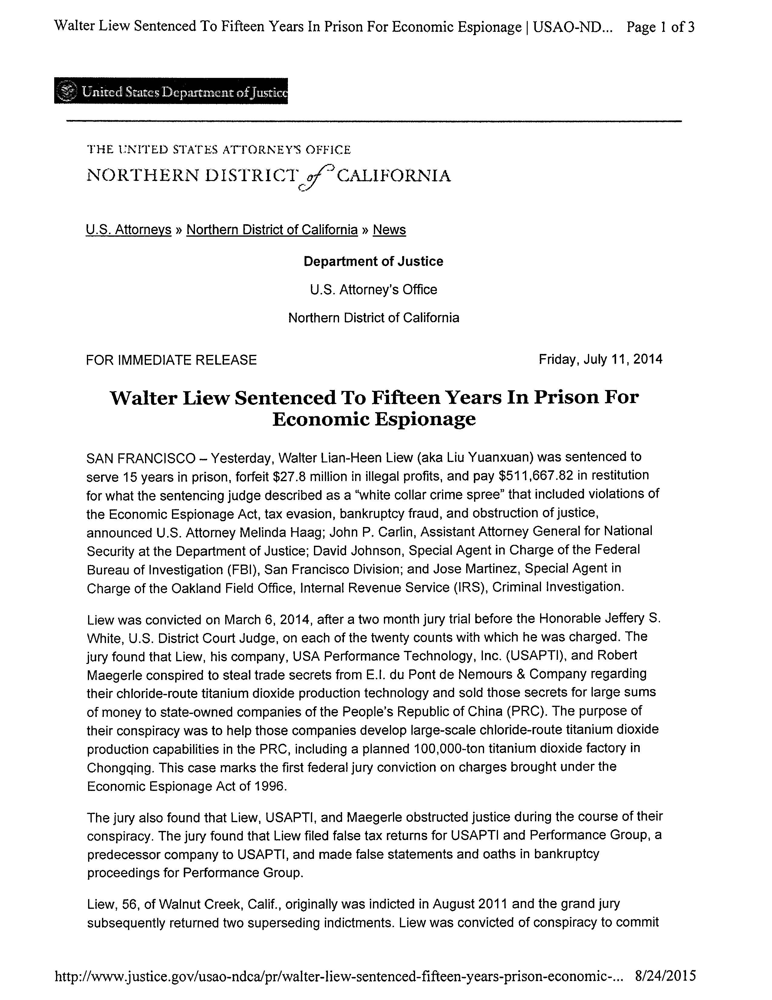 Walter Liew Sentenced To Fifteen Years In Prison For Economic Espionage | USAO-ND... Page 1 of 3
United States Department of Justice
THE UNITED STATES ATTORNEY'S OFFICE
NORTHERN DISTRICT of CALIFORNIA
U.S. Attorneys » Northern District of California » News
Department of Justice
U.S. Attorney's Office
Northern District of California
FOR IMMEDIATE RELEASE Friday, July 11, 2014
Walter Liew Sentenced To Fifteen Years In Prison For
Economic Espionage
SAN FRANCISCO – Yesterday, Walter Lian-Heen Liew (aka Liu Yuanxuan) was sentenced to
serve 15 years in prison, forfeit $27.8 million in illegal profits, and pay $511,667.82 in restitution
for what the sentencing judge described as a “white collar crime spree” that included violations of
the Economic Espionage Act, tax evasion, bankruptcy fraud, and obstruction of justice,
announced U.S. Attorney Melinda Haag; John P. Carlin, Assistant Attorney General for National
Security at the Department of Justice; David Johnson, Special Agent in Charge of the Federal
Bureau of Investigation (FBI), San Francisco Division; and Jose Martinez, Special Agent in
Charge of the Oakland Field Office, Internal Revenue Service (IRS), Criminal Investigation.
Liew was convicted on March 6, 2014, after a two month jury trial before the Honorable Jeffery S.
White, U.S. District Court Judge, on each of the twenty counts with which he was charged. The
jury found that Liew, his company, USA Performance Technology, Inc. (USAPTI), and Robert
Maegerle conspired to steal trade secrets from E.I. du Pont de Nemours & Company regarding
their chloride-route titanium dioxide production technology and sold those secrets for large sums
of money to state-owned companies of the People's Republic of China (PRC). The purpose of
their conspiracy was to help those companies develop large-scale chloride-route titanium dioxide
production capabilities in the PRC, including a planned 100,000-ton titanium dioxide factory in
Chongqing. This case marks the first federal jury conviction on charges brought under the
Economic Espionage Act of 1996.
The jury also found that Liew, USAPTI, and Maegerle obstructed justice during the course of their
conspiracy. The jury found that Liew filed false tax returns for USAPTI and Performance Group, a
predecessor company to USAPTI, and made false statements and oaths in bankruptcy
proceedings for Performance Group.
Liew, 56, of Walnut Creek, Calif., originally was indicted in August 2011 and the grand jury
subsequently returned two superseding indictments. Liew was convicted of conspiracy to commit
http://www.justice.gov/usao-ndca/pr/walter-liew-sentenced-fifteen-years-prison-economic-... 8/24/2015